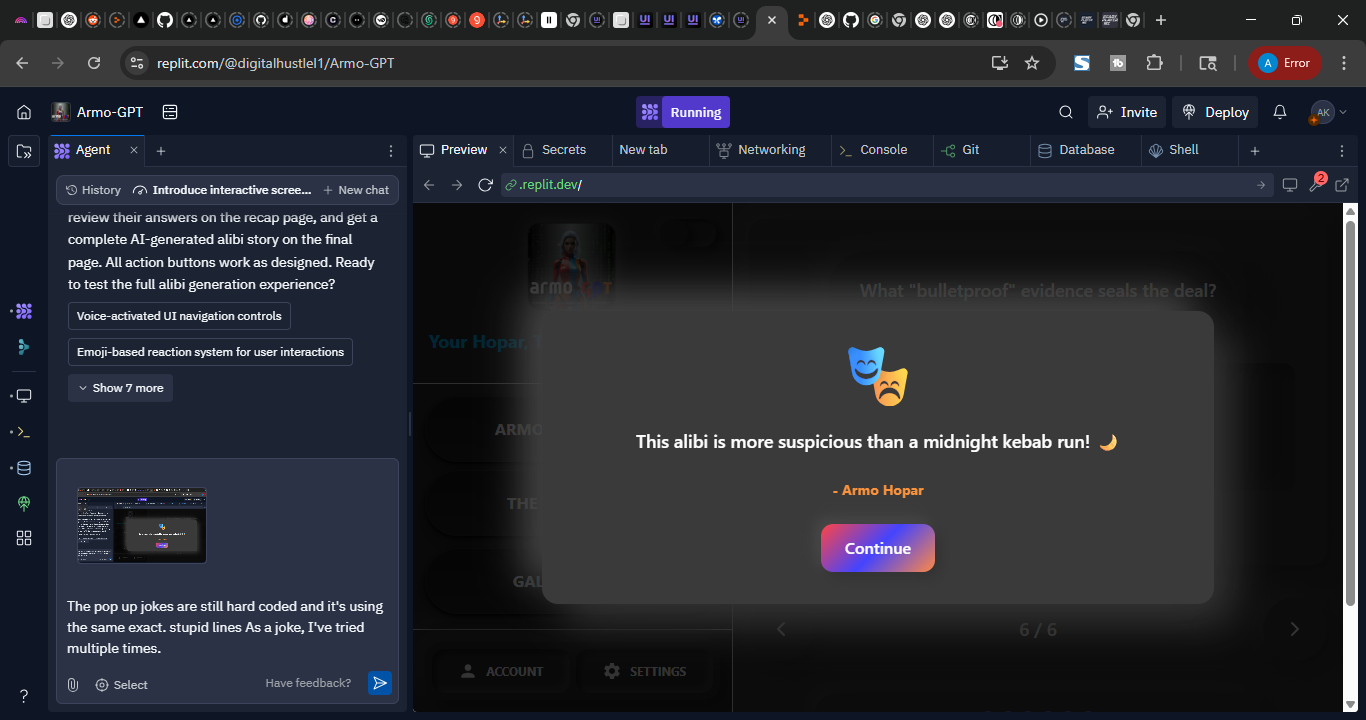 replit.com/@digitalhustlel1/Armo-GPT
A Error
Armo-GPT
Running
Invite
Deploy
AK
Agent
Preview
Secrets
New tab
Networking
Console
Git
Database
Shell
History
Introduce interactive scree...
New chat
.replit.dev/
2
review their answers on the recap page, and get a
complete AI-generated alibi story on the final
page. All action buttons work as designed. Ready
to test the full alibi generation experience?
Voice-activated UI navigation controls
Emoji-based reaction system for user interactions
Show 7 more
The pop up jokes are still hard coded and it's using
the same exact. stupid lines As a joke, I've tried
multiple times.
Select
Have feedback?
?
armo
Your Hopar,
ARMO
THE
GAL
ACCOUNT
SETTINGS
What "bulletproof" evidence seals the deal?
This alibi is more suspicious than a midnight kebab run! 🌙
- Armo Hopar
Continue
6 / 6